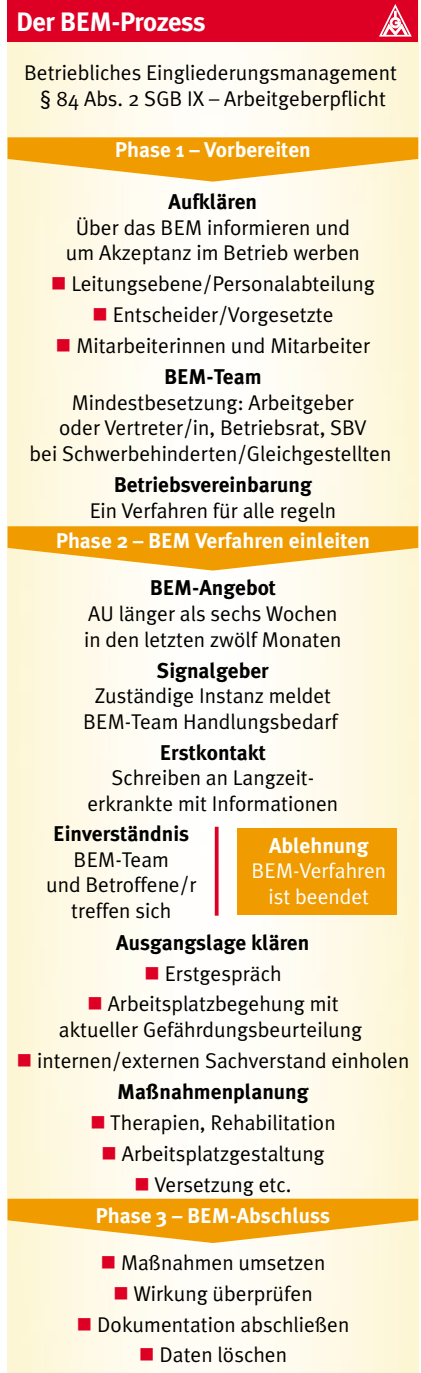 Der BEM-Prozess
IGM
Betriebliches Eingliederungsmanagement
§ 84 Abs. 2 SGB IX – Arbeitgeberpflicht
Phase 1 – Vorbereiten
Aufklären
Über das BEM informieren und
um Akzeptanz im Betrieb werben
■ Leitungsebene/Personalabteilung
■ Entscheider/Vorgesetzte
■ Mitarbeiterinnen und Mitarbeiter
BEM-Team
Mindestbesetzung: Arbeitgeber
oder Vertreter/in, Betriebsrat, SBV
bei Schwerbehinderten/Gleichgestellten
Betriebsvereinbarung
Ein Verfahren für alle regeln
Phase 2 – BEM Verfahren einleiten
BEM-Angebot
AU länger als sechs Wochen
in den letzten zwölf Monaten
Signalgeber
Zuständige Instanz meldet
BEM-Team Handlungsbedarf
Erstkontakt
Schreiben an Langzeit-
erkrankte mit Informationen
Einverständnis
BEM-Team
und Betroffene/r
treffen sich
Ablehnung
BEM-Verfahren
ist beendet
Ausgangslage klären
■ Erstgespräch
■ Arbeitsplatzbegehung mit
aktueller Gefährdungsbeurteilung
■ internen/externen Sachverstand einholen
Maßnahmenplanung
■ Therapien, Rehabilitation
■ Arbeitsplatzgestaltung
■ Versetzung etc.
Phase 3 – BEM-Abschluss
■ Maßnahmen umsetzen
■ Wirkung überprüfen
■ Dokumentation abschließen
■ Daten löschen